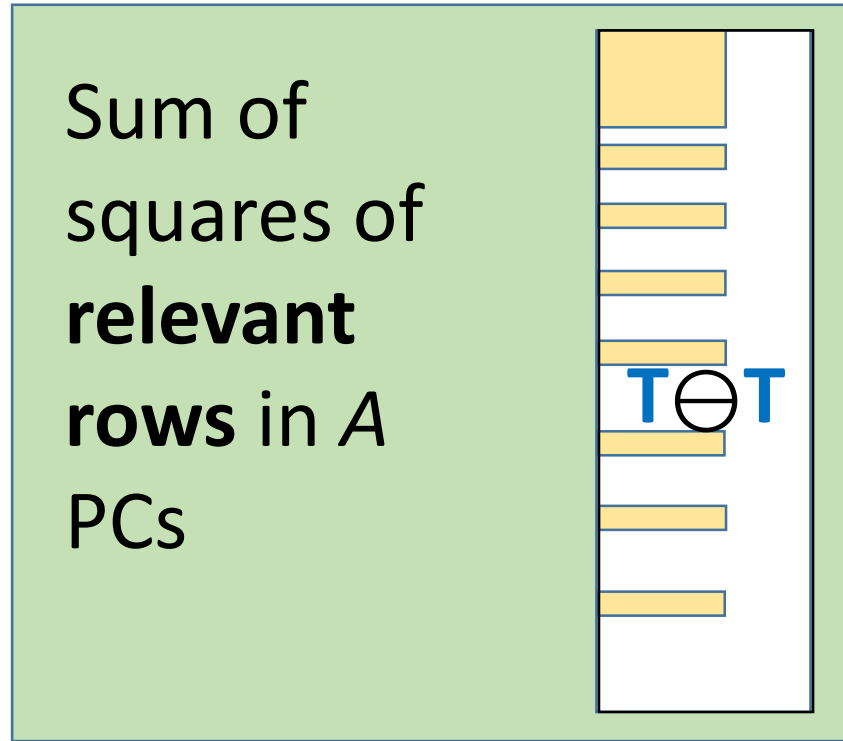 Sum of
squares of
relevant
rows in A
PCs
T⊖T